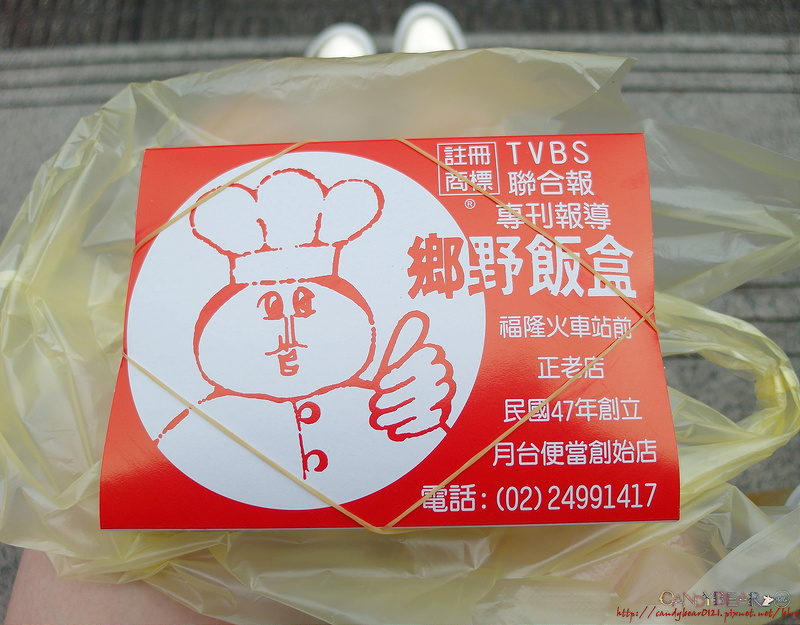 註冊
商標
®
TVBS
聯合報
專刊報導
鄉野飯盒
福隆火車站前
正老店
民國47年創立
月台便當創始店
電話:(02)24991417
CANDYBEAR
https://candybear0121.pixnet.net/blog